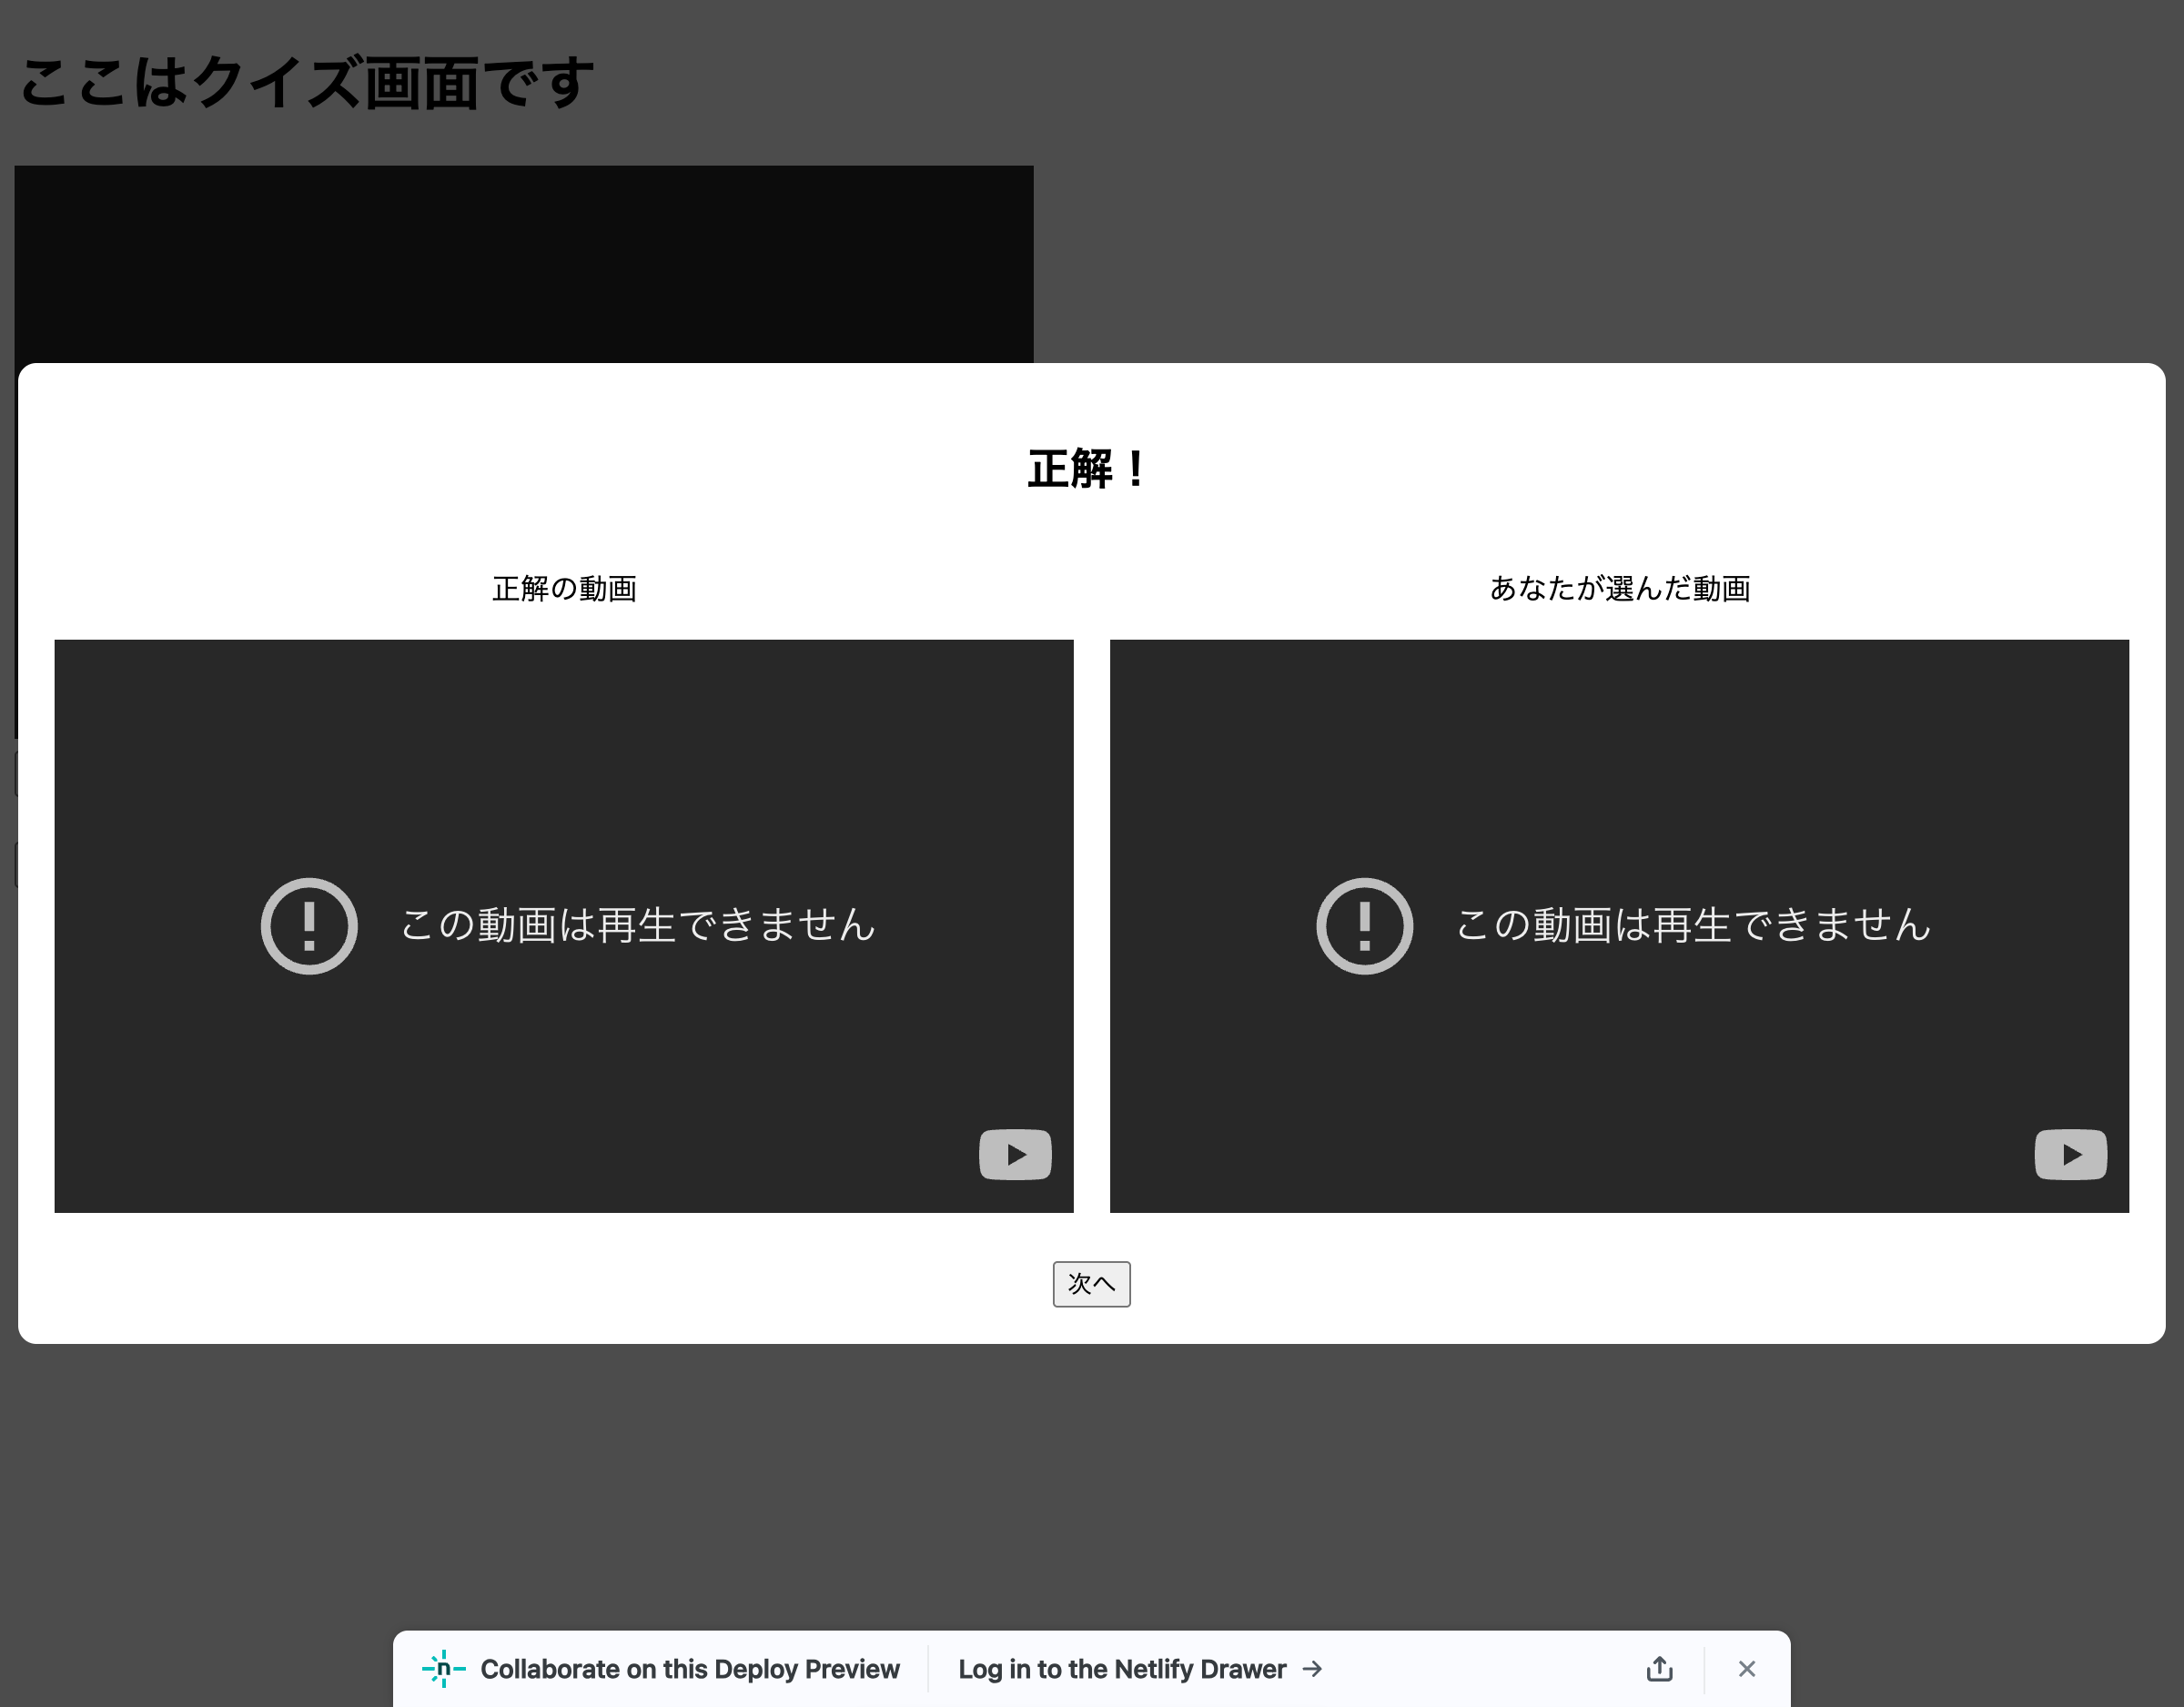 ここはクイズ画面です
正解！
正解の動画
あなたが選んだ動画
この動画は再生できません
この動画は再生できません
次へ
Collaborate on this Deploy Preview
Log in to the Netlify Drawer →